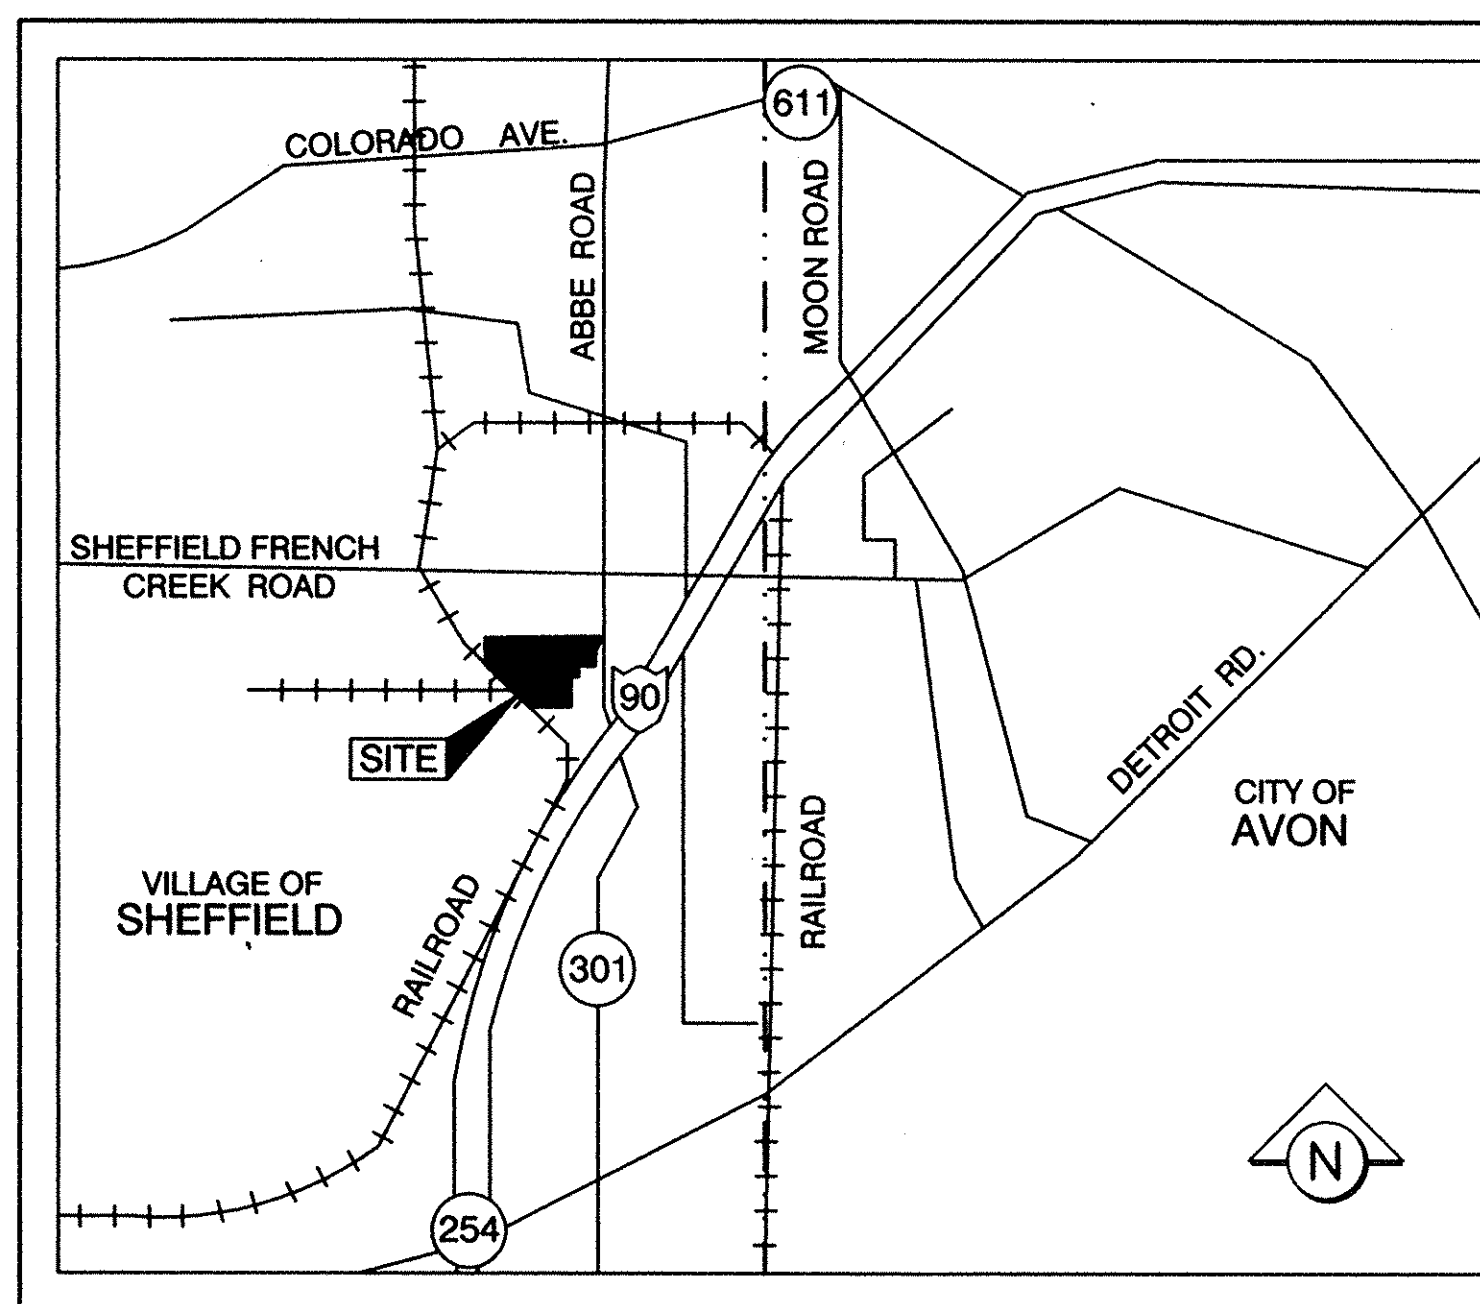 611
COLORADO AVE.
ABBE ROAD
MOON ROAD
SHEFFIELD FRENCH
CREEK ROAD
90
SITE
DETROIT RD.
CITY OF
AVON
VILLAGE OF
SHEFFIELD
RAILROAD
RAILROAD
301
N
254